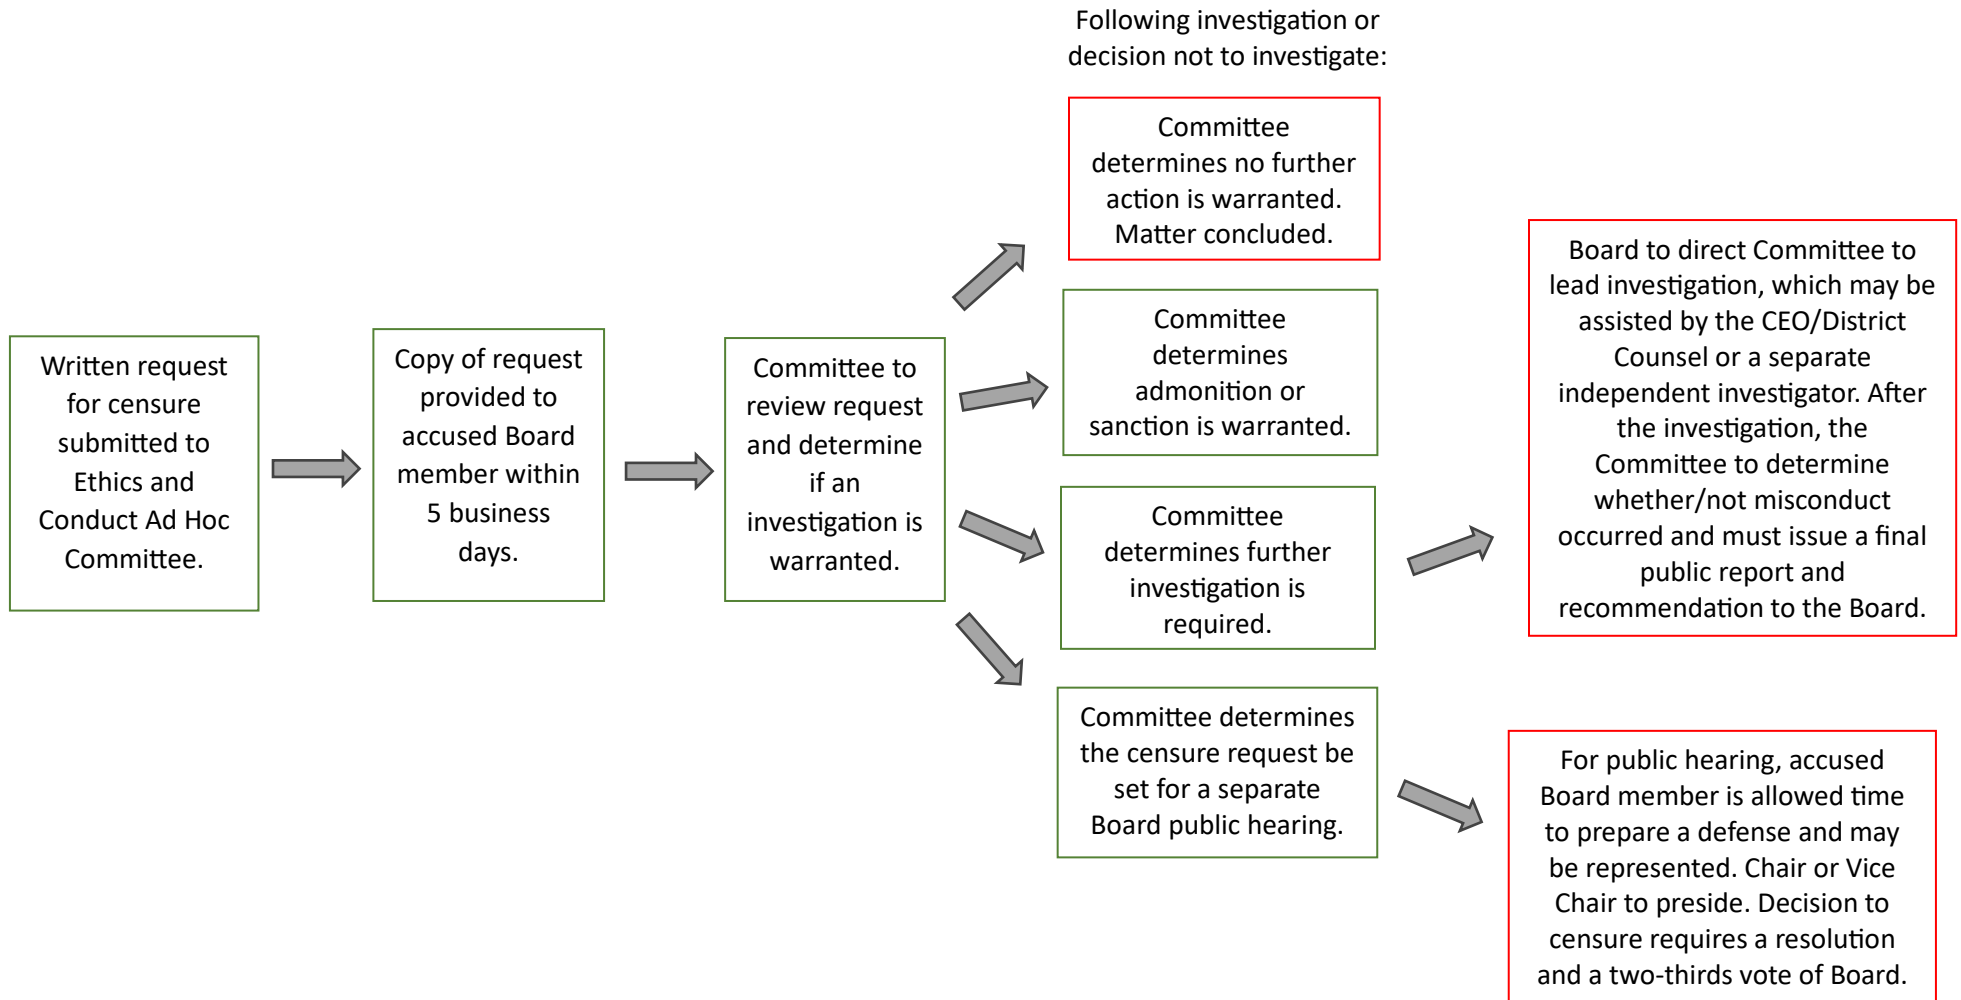 Following investigation or
decision not to investigate:
Written request
for censure
submitted to
Ethics and
Conduct Ad Hoc
Committee.
Copy of request
provided to
accused Board
member within
5 business
days.
Committee to
review request
and determine
if an
investigation is
warranted.
Committee
determines no further
action is warranted.
Matter concluded.
Committee
determines
admonition or
sanction is warranted.
Committee
determines further
investigation is
required.
Committee determines
the censure request be
set for a separate
Board public hearing.
Board to direct Committee to
lead investigation, which may be
assisted by the CEO/District
Counsel or a separate
independent investigator. After
the investigation, the
Committee to determine
whether/not misconduct
occurred and must issue a final
public report and
recommendation to the Board.
For public hearing, accused
Board member is allowed time
to prepare a defense and may
be represented. Chair or Vice
Chair to preside. Decision to
censure requires a resolution
and a two-thirds vote of Board.